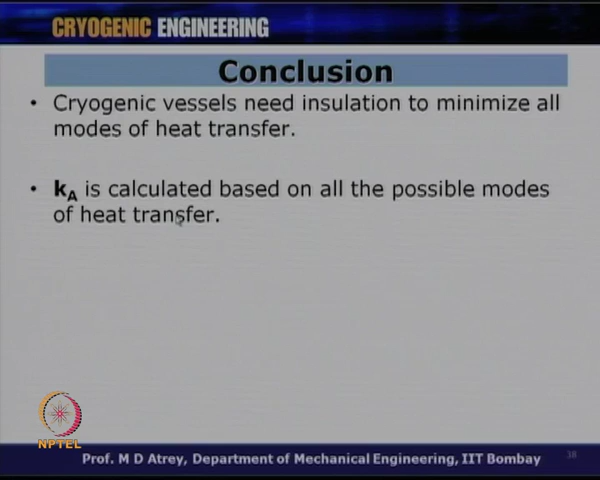 CRYOGENIC ENGINEERING
Conclusion
• Cryogenic vessels need insulation to minimize all
modes of heat transfer.
• kA is calculated based on all the possible modes
of heat transfer.
NPTEL
Prof. M D Atrey, Department of Mechanical Engineering, IIT Bombay
38